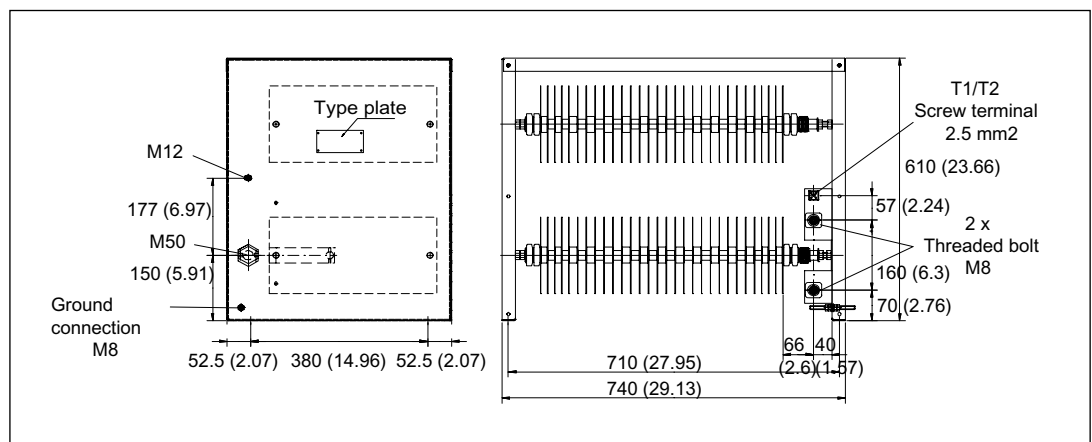 Type plate
M12
177 (6.97)
M50
150 (5.91)
Ground
connection
M8
52.5 (2.07)
380 (14.96)
52.5 (2.07)
T1/T2
Screw terminal
2.5 mm2
610 (23.66)
57 (2.24)
2 x
Threaded bolt
M8
160 (6.3)
70 (2.76)
66
40
(2.6)
(1.57)
710 (27.95)
740 (29.13)